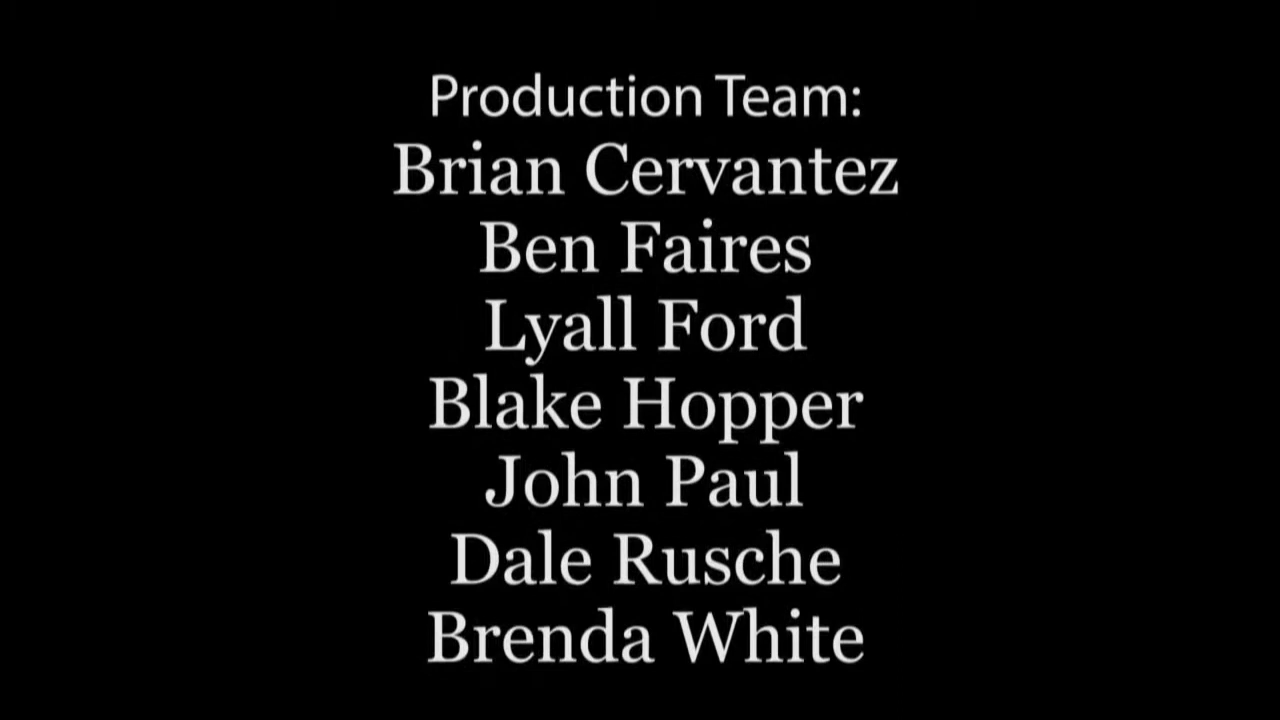 Production Team:
Brian Cervantez
Ben Faires
Lyall Ford
Blake Hopper
John Paul
Dale Rusche
Brenda White